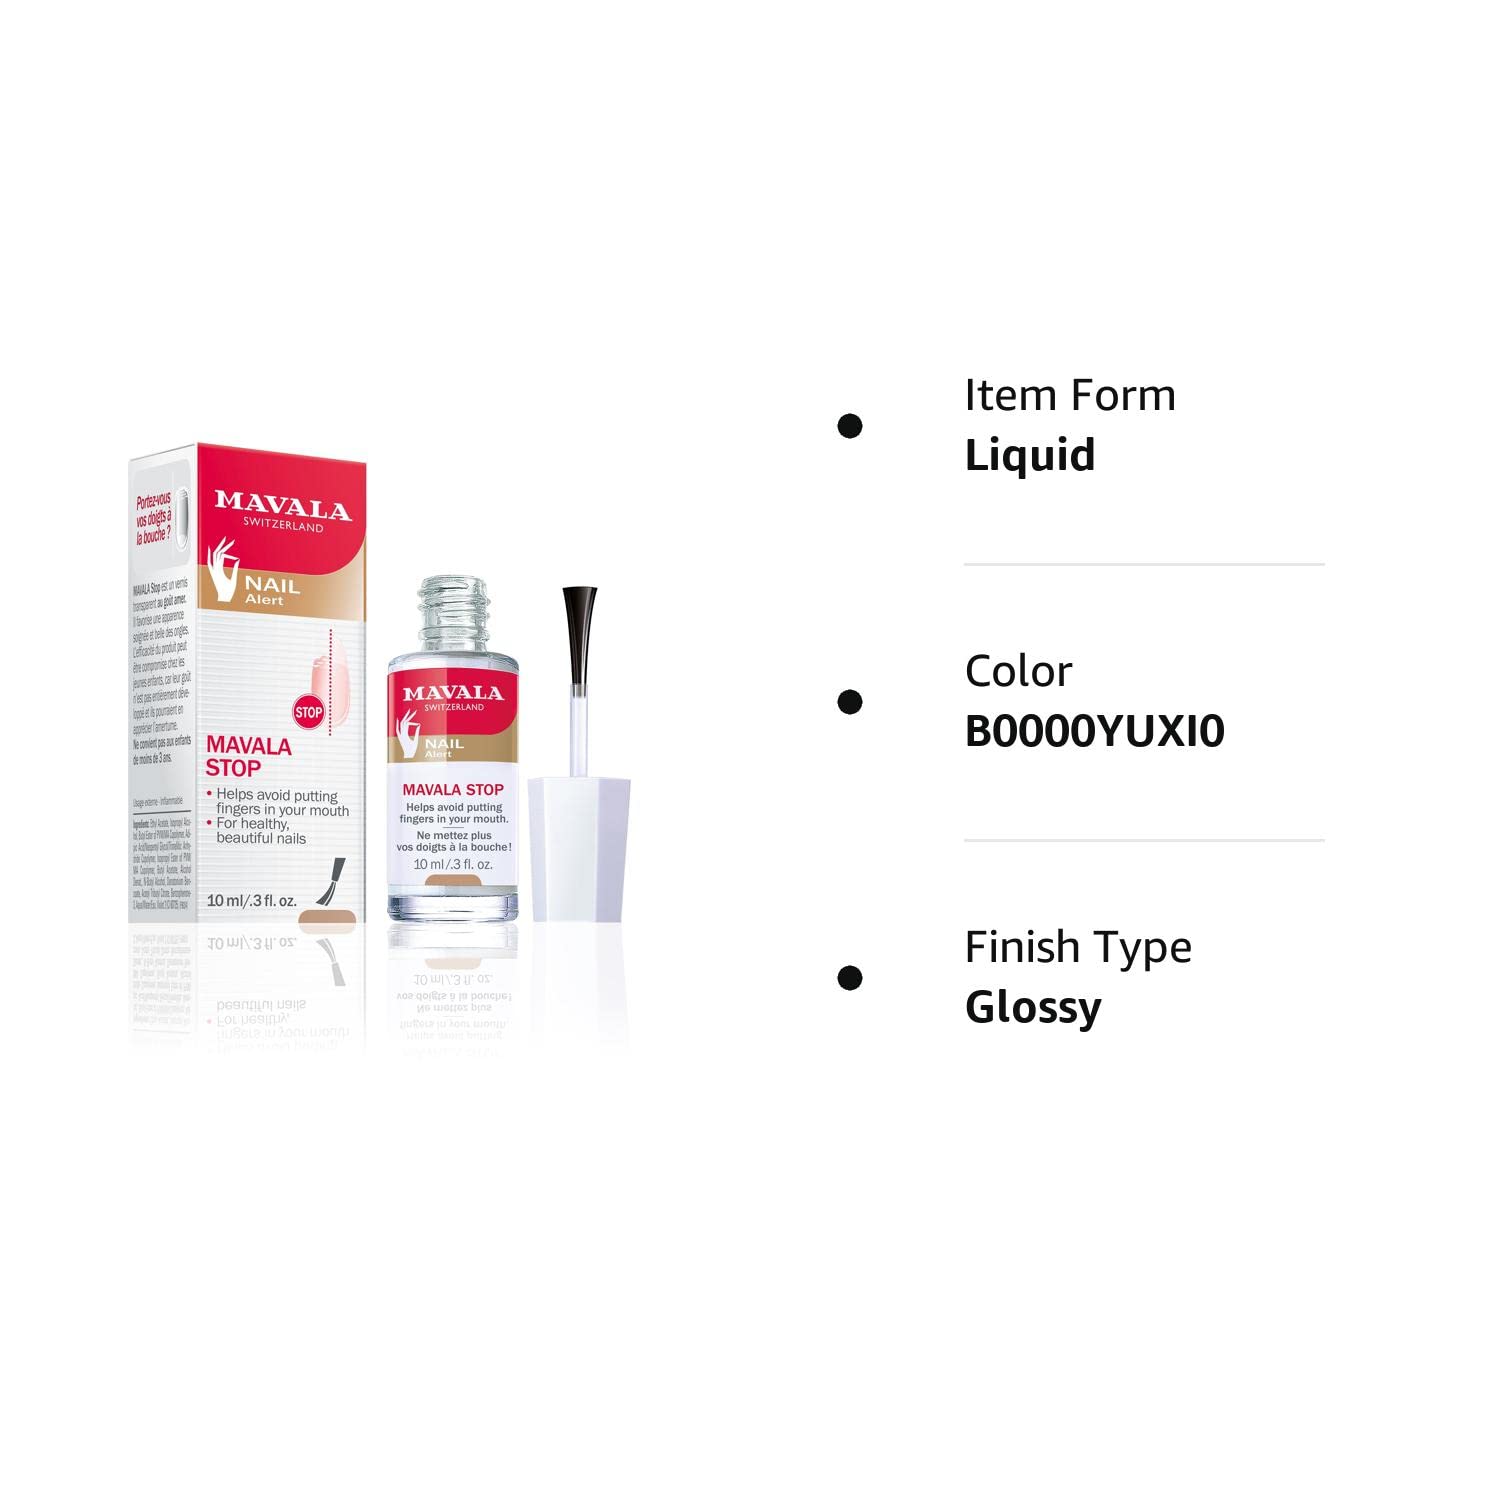 Portez-vous
vos doigts à
la bouche ?
MAVALA Stop est un vernis
transparent au goût amer.
Il favorise une apparence
soignée et belle des ongles.
L'efficacité du produit peut
être compromise chez les
jeunes enfants, car leur goût
n'est pas entièrement déve-
loppé et ils pourraient en
apprécier l'amertume.
Ne convient pas aux enfants
de moins de 3 ans.
Usage externe - Inflammable
MAVALA
SWITZERLAND
NAIL
Alert
STOP
MAVALA
STOP
• Helps avoid putting
fingers in your mouth
• For healthy,
beautiful nails
10 ml/.3 fl. oz.
MAVALA
SWITZERLAND
NAIL
Alert
MAVALA STOP
Helps avoid putting
fingers in your mouth.
Ne mettez plus
vos doigts à la bouche!
10 ml/.3 fl. oz.
Item Form
Liquid
Color
B0000YUXI0
Finish Type
Glossy